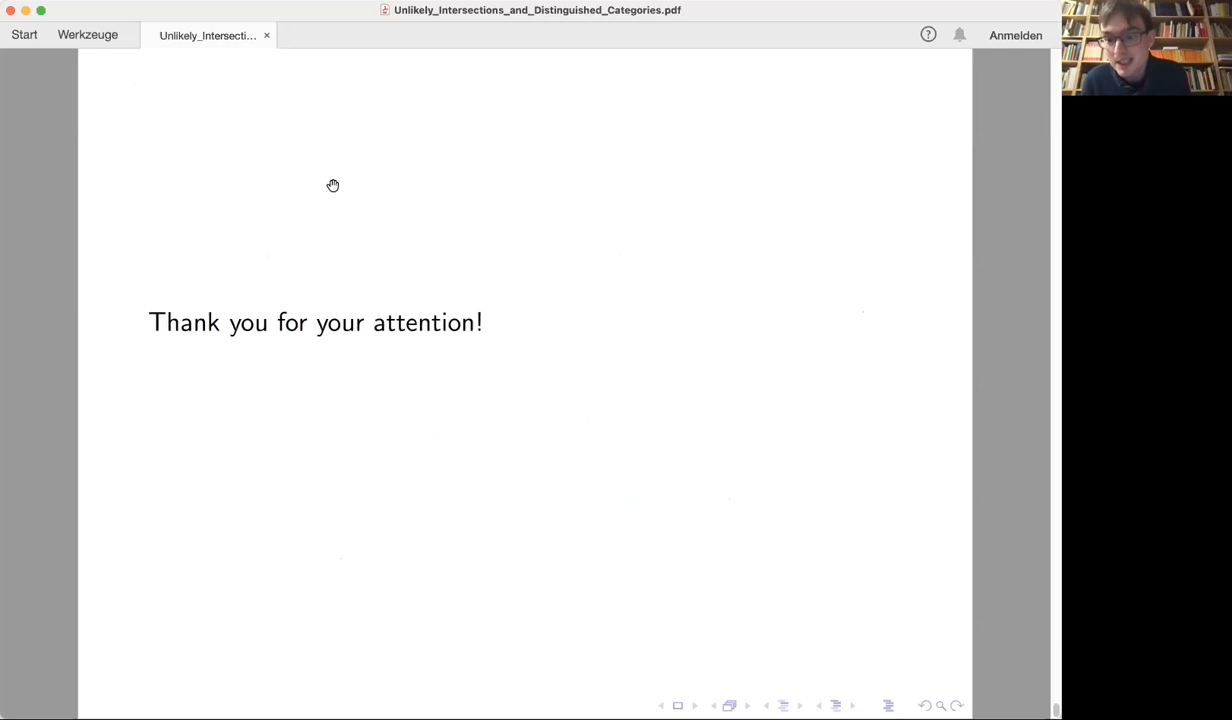 Unlikely_Intersections_and_Distinguished_Categories.pdf
Start Werkzeuge Unlikely_Intersecti... × ? Anmelden
Thank you for your attention!